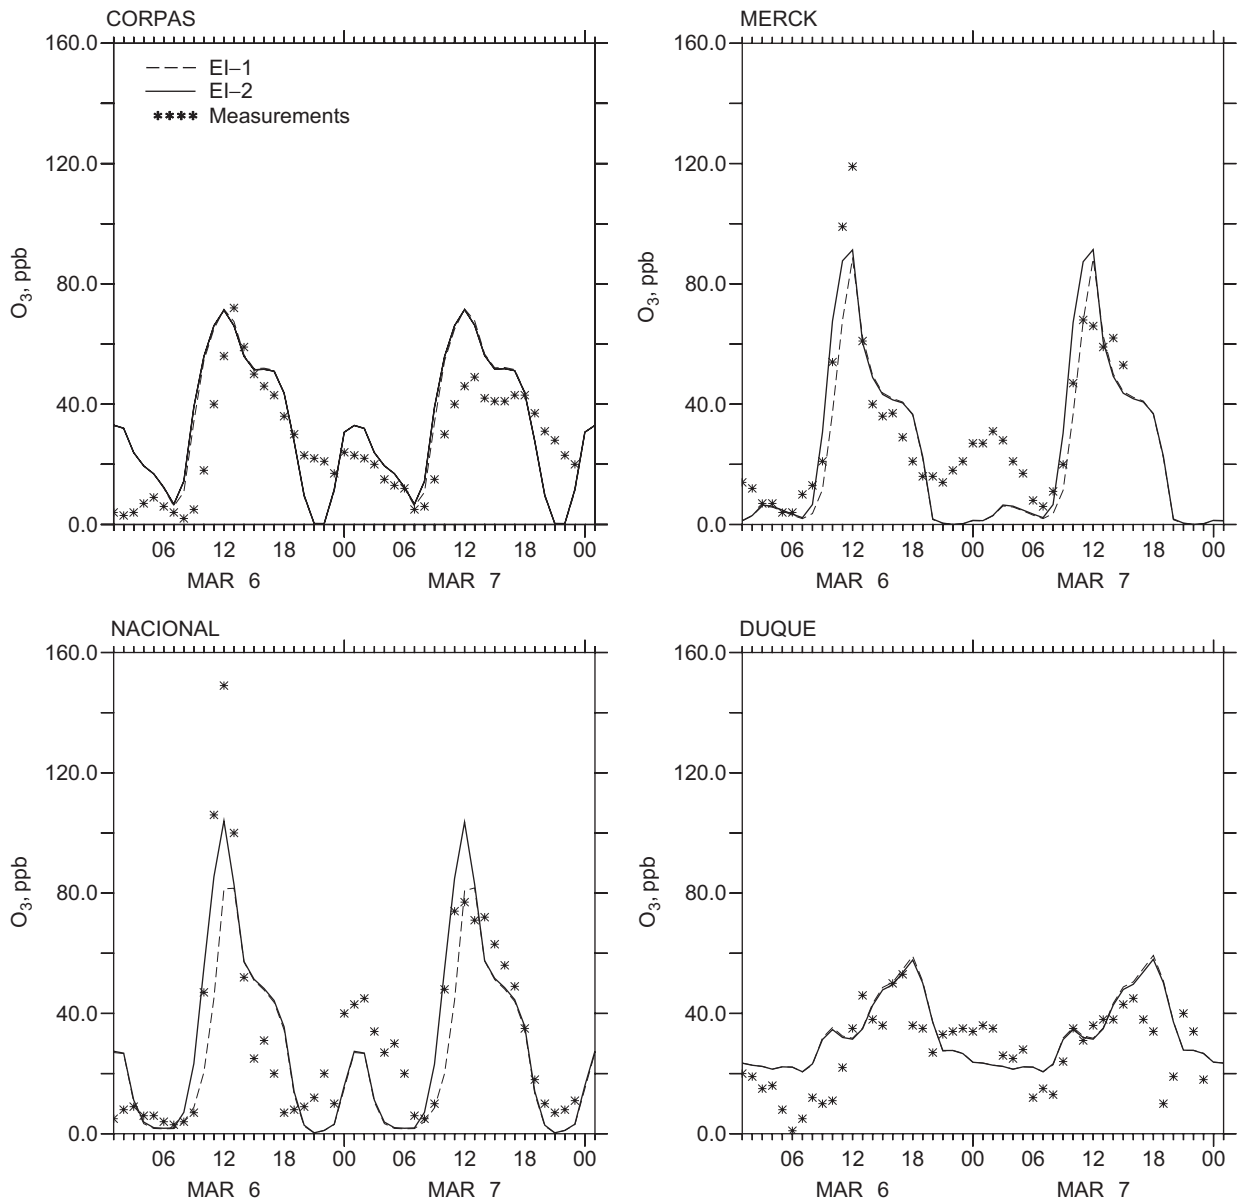 CORPAS
160.0
120.0
80.0
40.0
0.0
O3, ppb
EI–1
EI–2
**** Measurements
06 12 18 00 06 12 18 00
MAR 6 MAR 7
MERCK
160.0
120.0
80.0
40.0
0.0
O3, ppb
06 12 18 00 06 12 18 00
MAR 6 MAR 7
NACIONAL
160.0
120.0
80.0
40.0
0.0
O3, ppb
06 12 18 00 06 12 18 00
MAR 6 MAR 7
DUQUE
160.0
120.0
80.0
40.0
0.0
O3, ppb
06 12 18 00 06 12 18 00
MAR 6 MAR 7